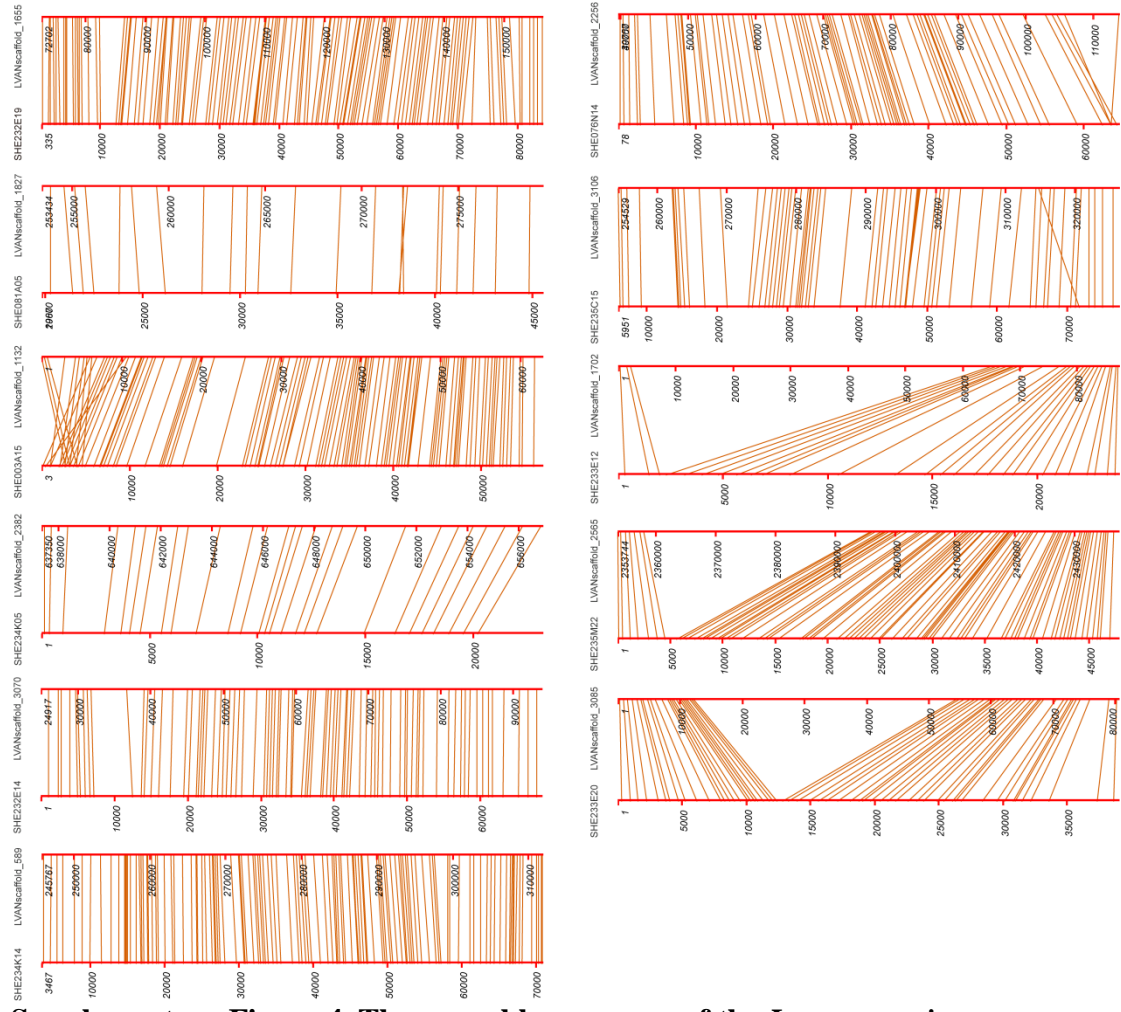 LVANscaffold_1655
72702 80000 90000 100000 110000 120000 130000 140000 150000
SHE232E19
335 10000 20000 30000 40000 50000 60000 70000 80000
LVANscaffold_1827
253434 255000 260000 265000 270000 275000
SHE081A05
25000 30000 35000 40000 45000
LVANscaffold_1132
1 10000 20000 30000 40000 50000 60000
SHE003A15
3 10000 20000 30000 40000 50000
LVANscaffold_2382
637350 638000 640000 642000 644000 646000 648000 650000 652000 654000 656000
SHE234K05
1 5000 10000 15000 20000
LVANscaffold_3070
24917 30000 40000 50000 60000 70000 80000 90000
SHE232E14
1 10000 20000 30000 40000 50000 60000
LVANscaffold_589
245767 250000 260000 270000 280000 290000 300000 310000
SHE234K14
3467 10000 20000 30000 40000 50000 60000 70000
LVANscaffold_2256
50000 60000 70000 80000 90000 100000 110000
SHE076N14
78 10000 20000 30000 40000 50000 60000
LVANscaffold_3106
254529 260000 270000 280000 290000 300000 310000 320000
SHE235C15
5951 10000 20000 30000 40000 50000 60000 70000
LVANscaffold_1702
1 10000 20000 30000 40000 50000 60000 70000 80000
SHE233E12
1 5000 10000 15000 20000
LVANscaffold_2565
2353744 2360000 2370000 2380000 2390000 2400000 2410000 2420000 2430000
SHE235M22
1 5000 10000 15000 20000 25000 30000 35000 40000 45000
LVANscaffold_3085
1 10000 20000 30000 40000 50000 60000 70000 80000
SHE233E20
1 5000 10000 15000 20000 25000 30000 35000